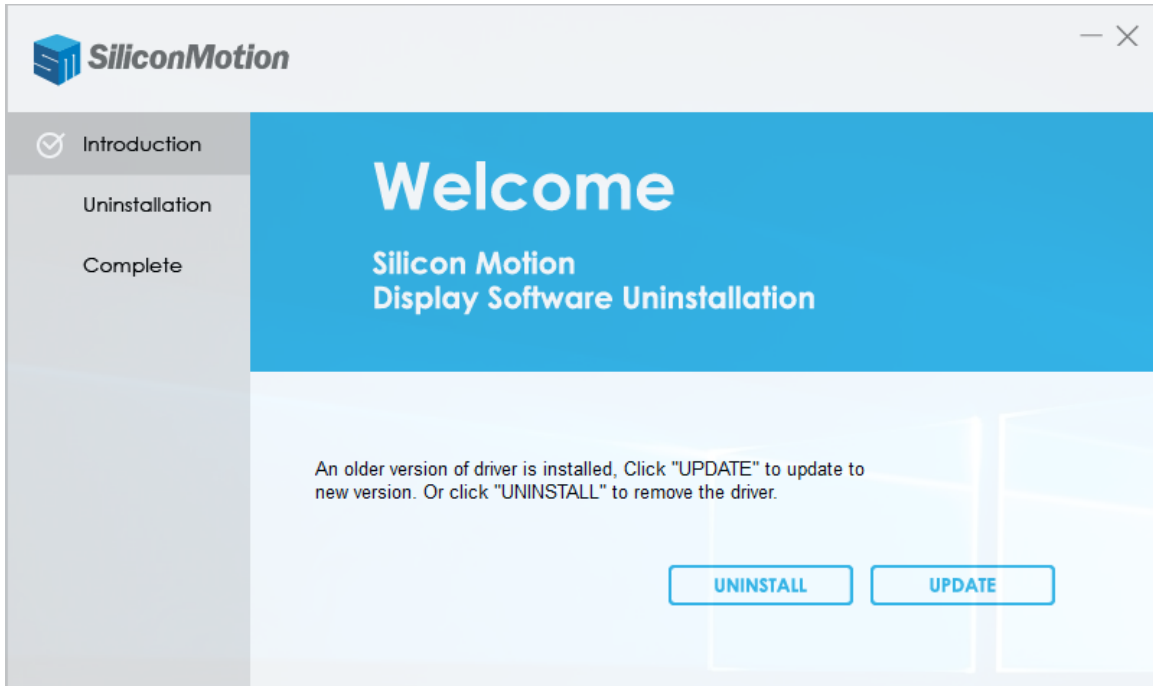 SiliconMotion
Introduction
Uninstallation
Complete
Welcome
Silicon Motion
Display Software Uninstallation
An older version of driver is installed, Click "UPDATE" to update to
new version. Or click "UNINSTALL" to remove the driver.
UNINSTALL UPDATE